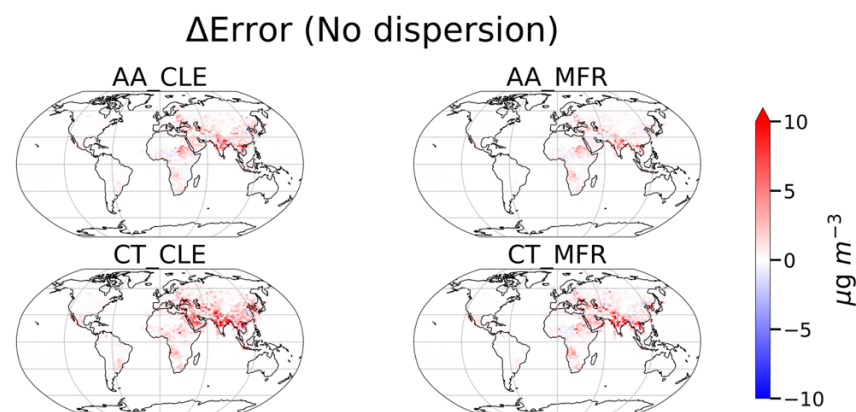 ΔError (No dispersion)
AA_CLE
AA_MFR
CT_CLE
CT_MFR
10
5
0
−5
−10
μg m⁻³